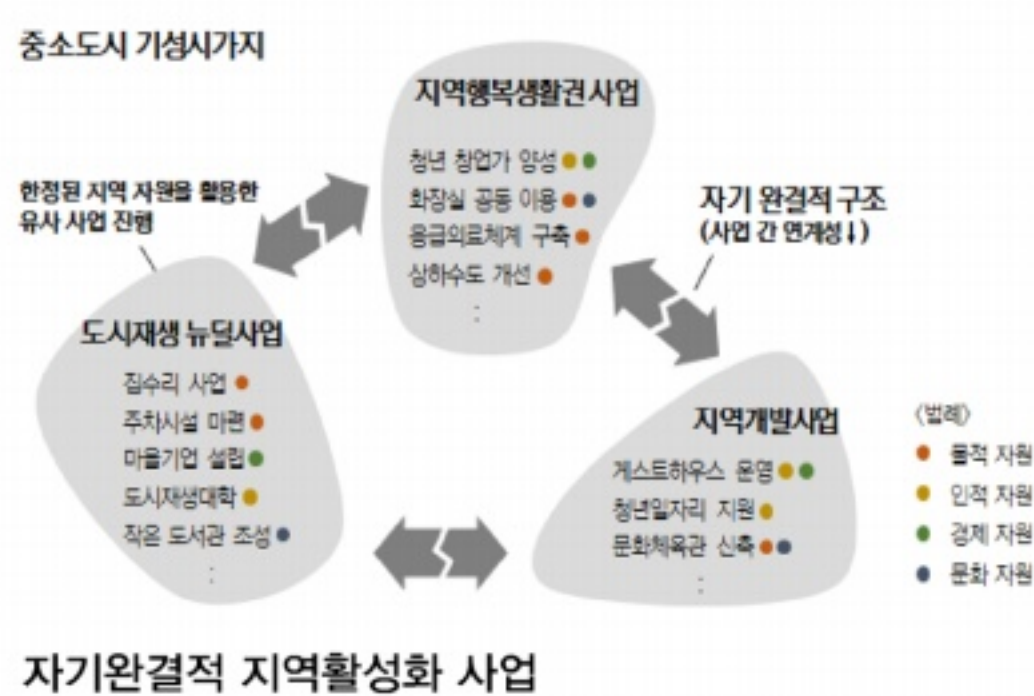 중소도시 기성시가지
지역행복생활권 사업
청년 창업가 양성
화장실 공동 이용
응급의료체계 구축
상하수도 개선
:
한정된 지역 자원을 활용한
유사 사업 진행
자기 완결적 구조
(사업 간 연계성↓)
도시재생 뉴딜사업
집수리 사업
주차시설 마련
마을기업 설립
도시재생대학
작은 도서관 조성
:
지역개발사업
게스트하우스 운영
청년일자리 지원
문화체육관 신축
:
〈범례〉
물적 자원
인적 자원
경제 자원
문화 자원
자기완결적 지역활성화 사업